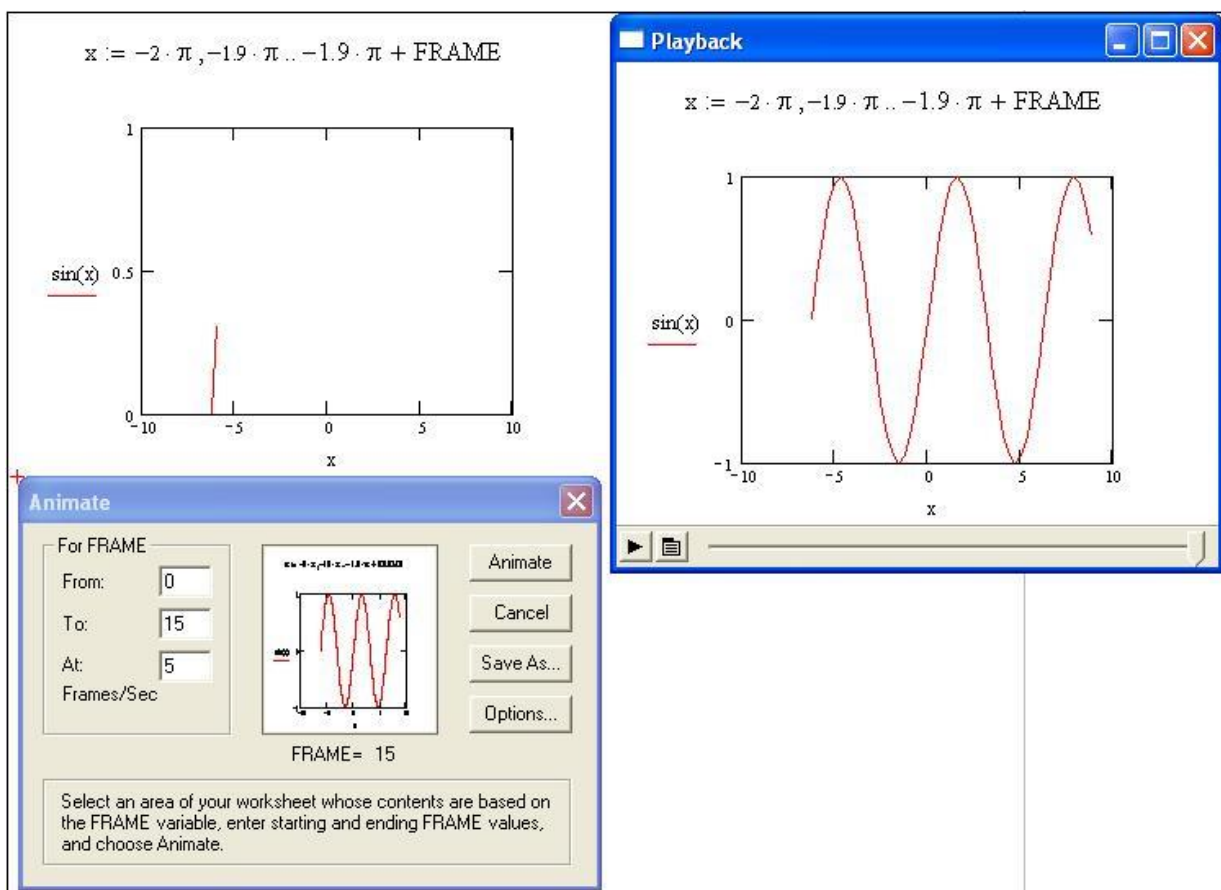 x := −2 · π ,−1.9 · π .. −1.9 · π + FRAME
1
sin(x) 0.5
0
−10 −5 0 5 10
x
Playback
x := −2 · π ,−1.9 · π .. −1.9 · π + FRAME
1
sin(x) 0
−1
−10 −5 0 5 10
x
Animate
For FRAME
From: 0
To: 15
At: 5
Frames/Sec
FRAME= 15
Animate
Cancel
Save As...
Options...
Select an area of your worksheet whose contents are based on
the FRAME variable, enter starting and ending FRAME values,
and choose Animate.